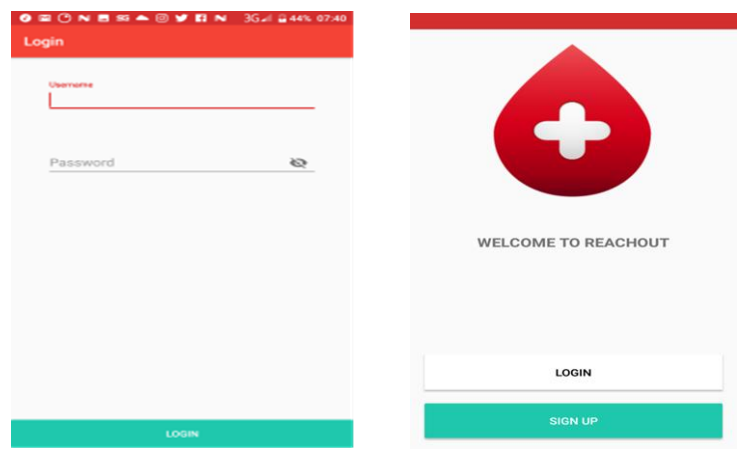 3G 44% 07:40
Login
Username
Password
LOGIN
WELCOME TO REACHOUT
LOGIN
SIGN UP